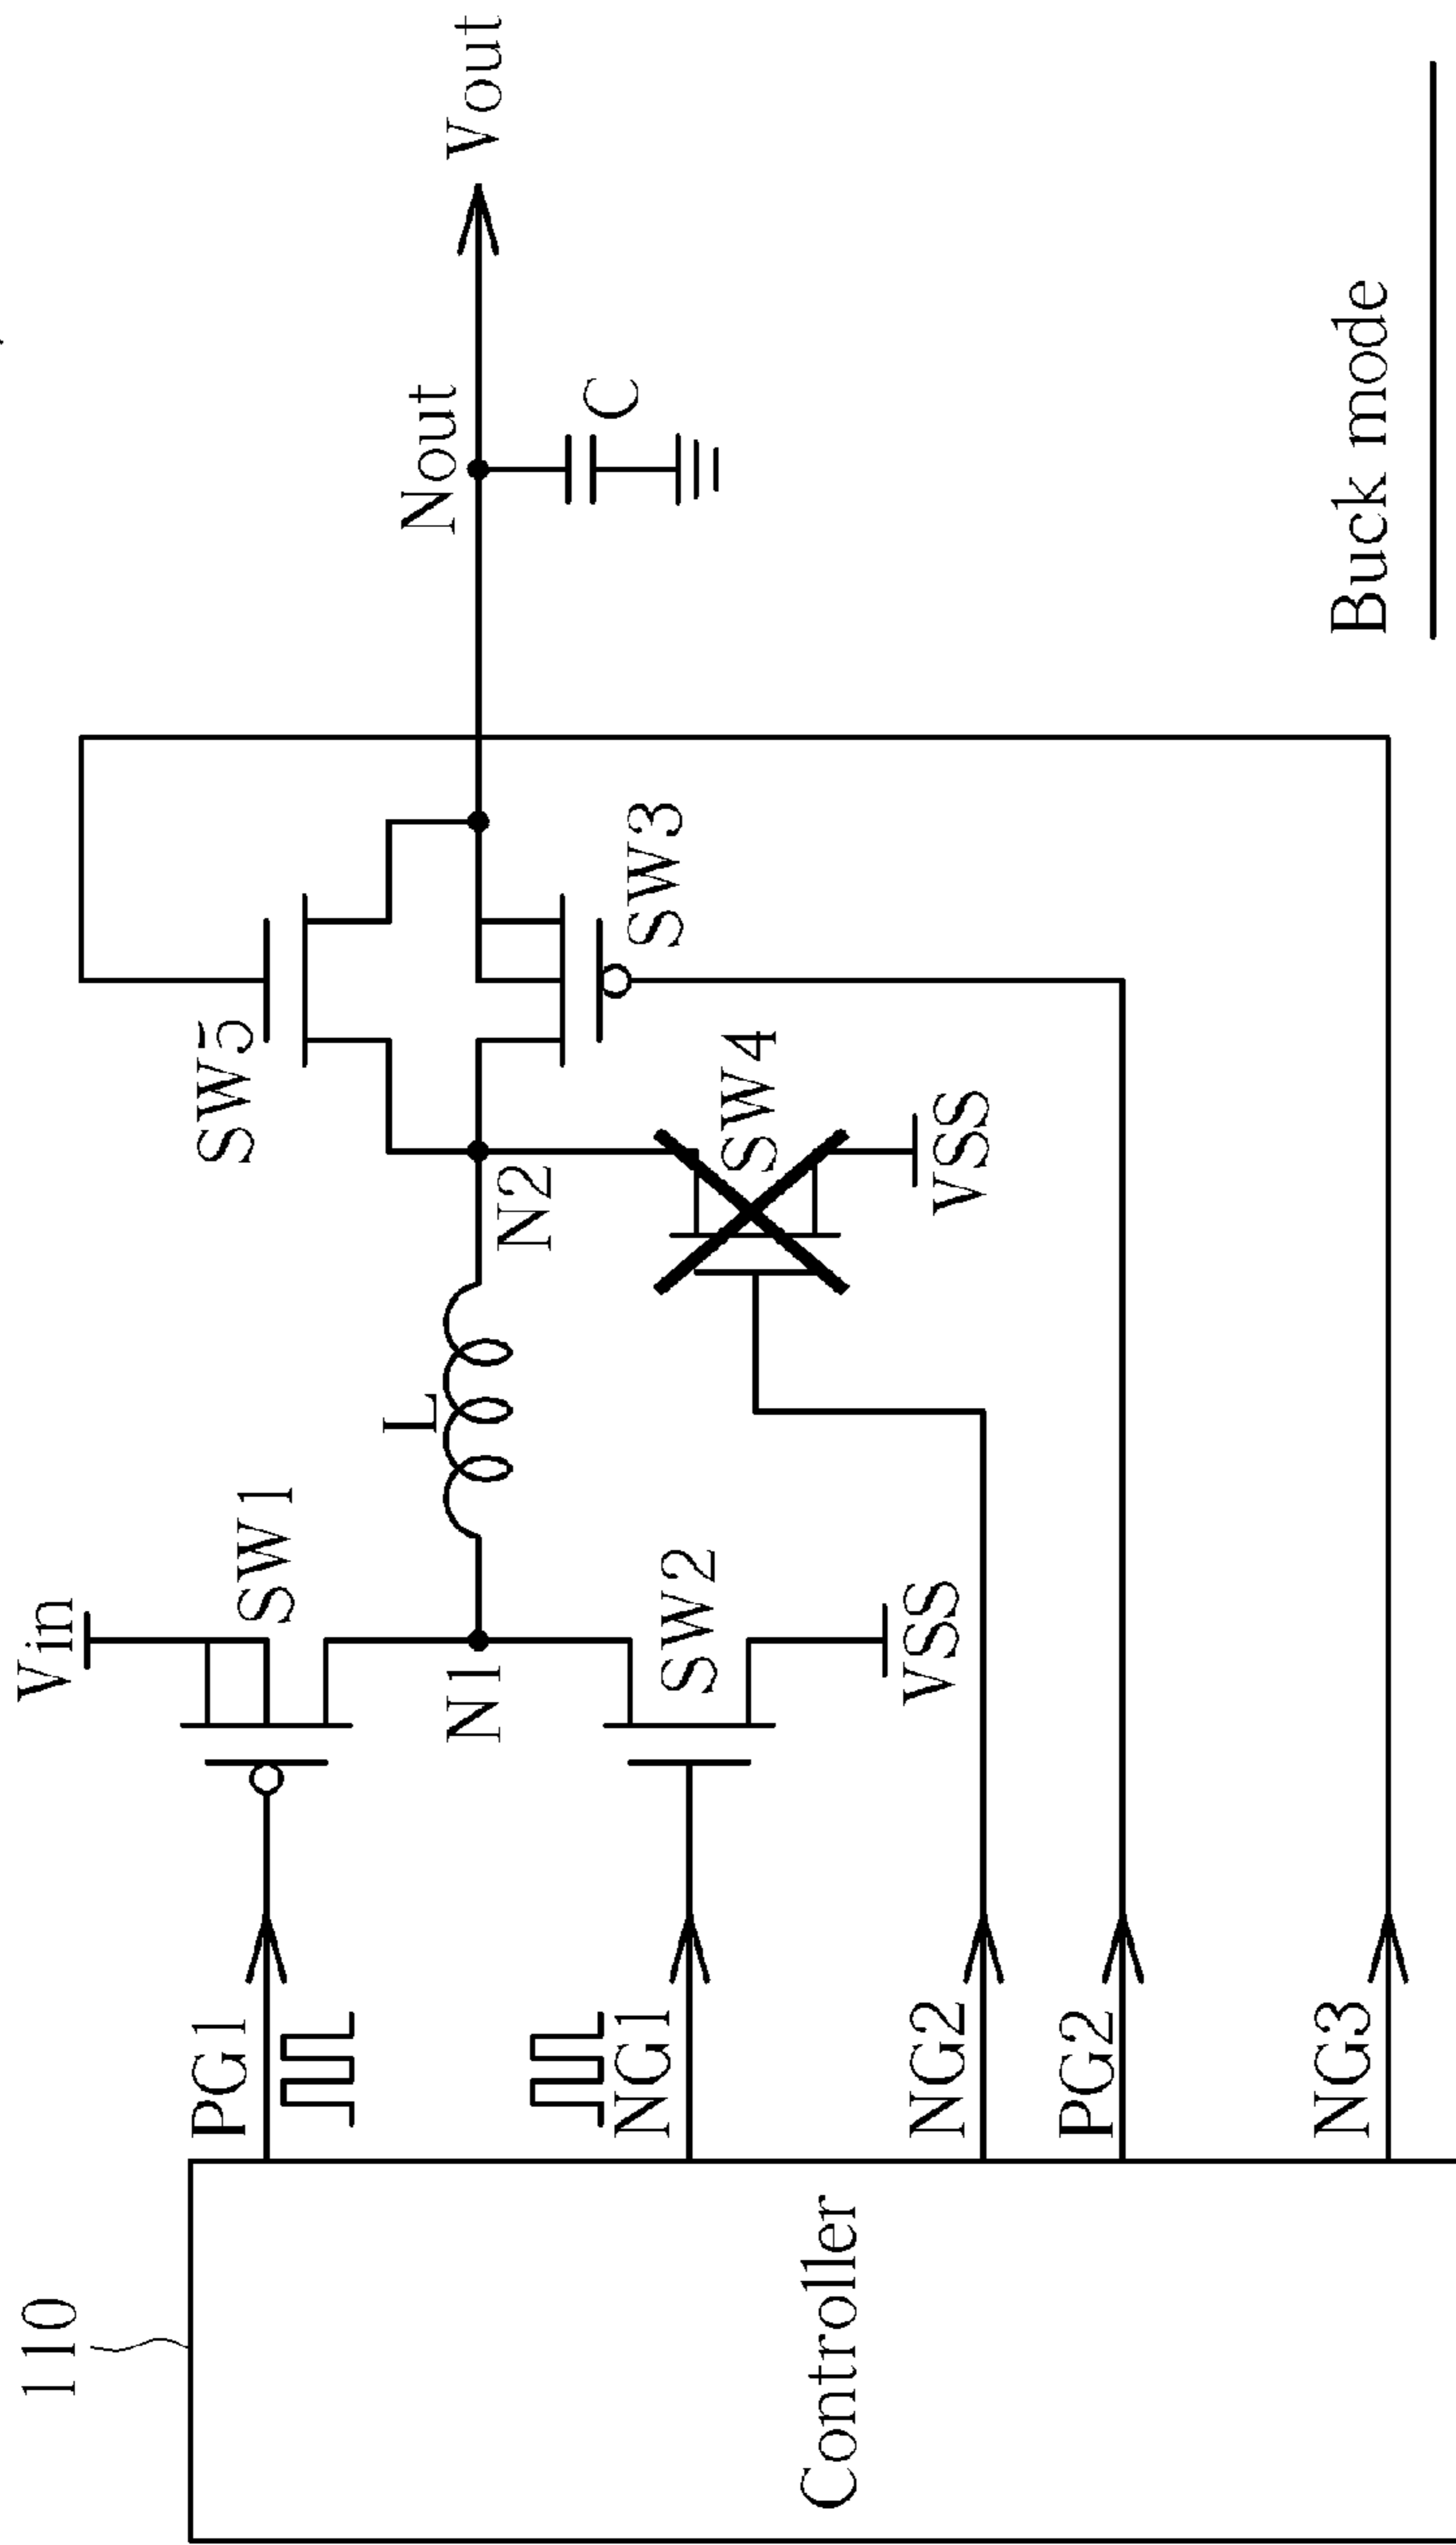 110
Controller
PG1
NG1
NG2
PG2
NG3
Vin
SW1
N1
SW2
VSS
L
N2
SW5
SW3
SW4
VSS
Nout
C
Vout
Buck mode